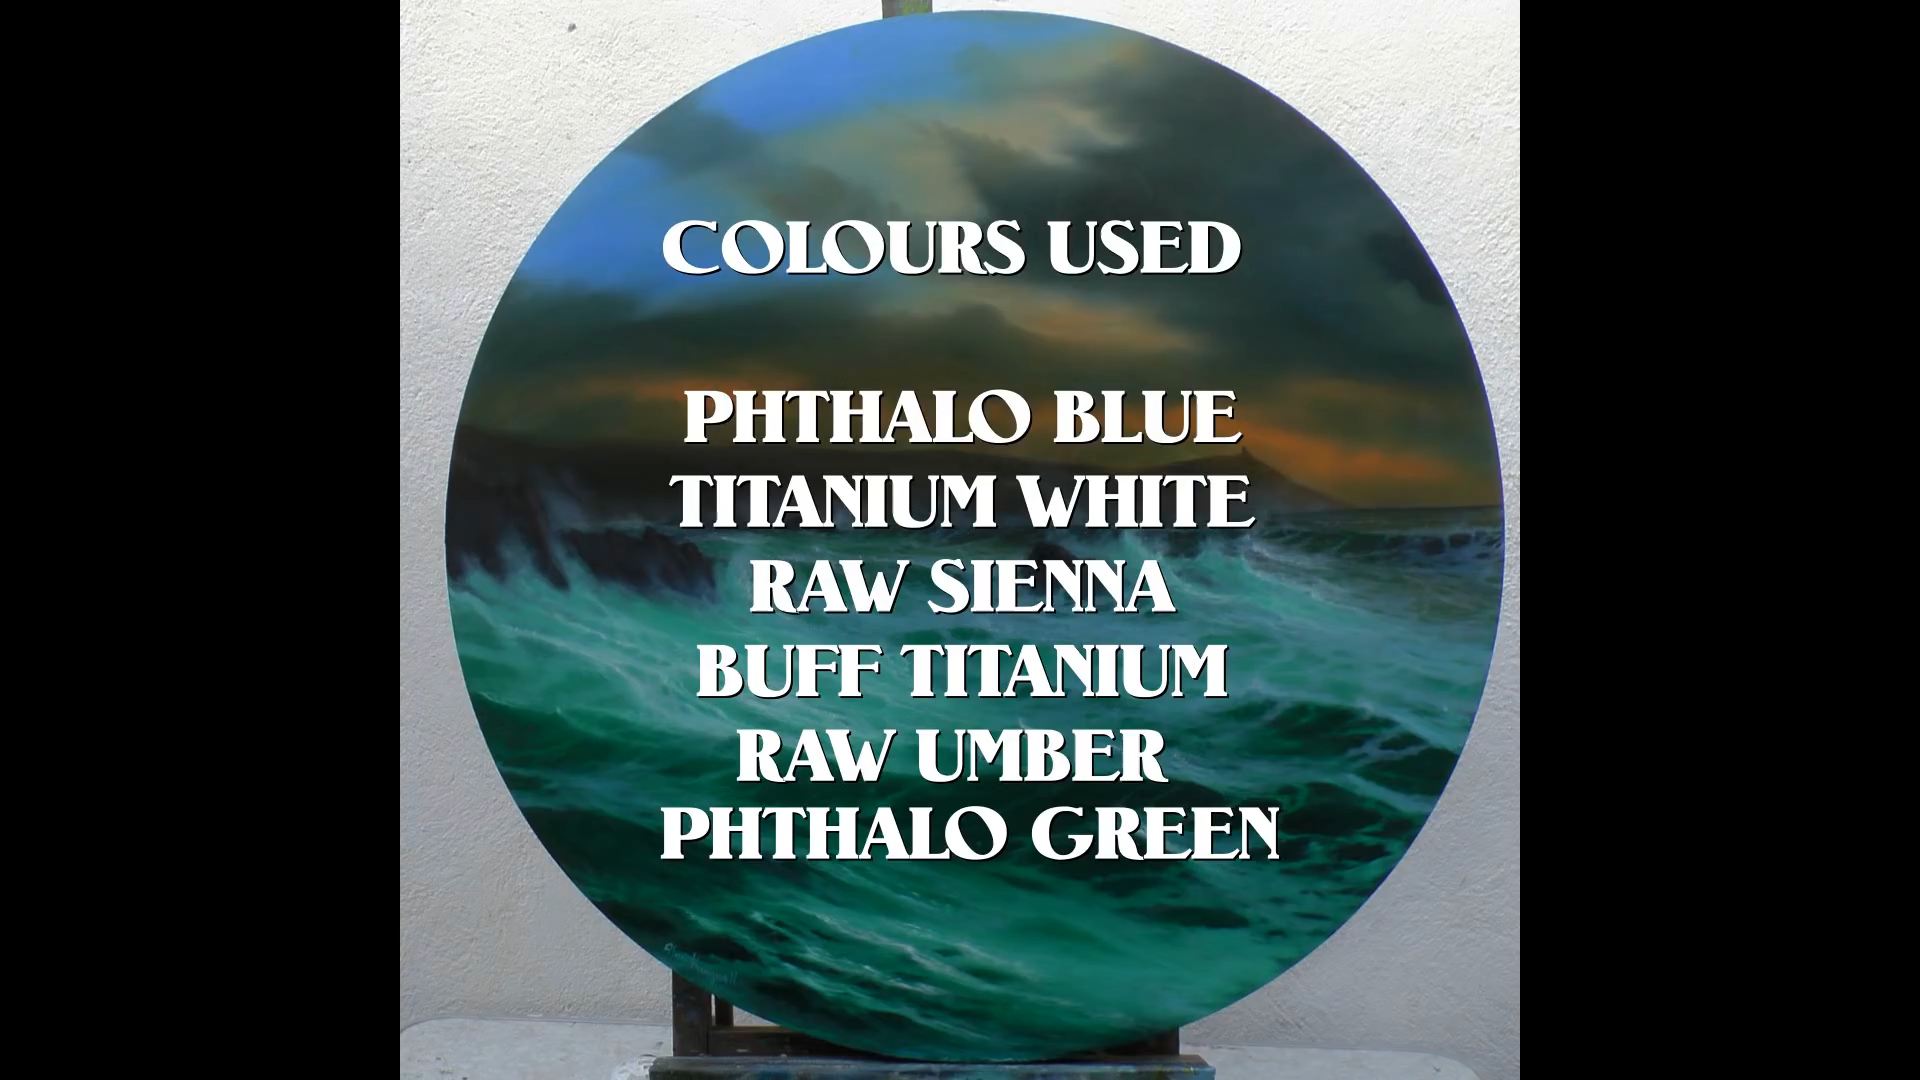 COLOURS USED
PHTHALO BLUE
TITANIUM WHITE
RAW SIENNA
BUFF TITANIUM
RAW UMBER
PHTHALO GREEN